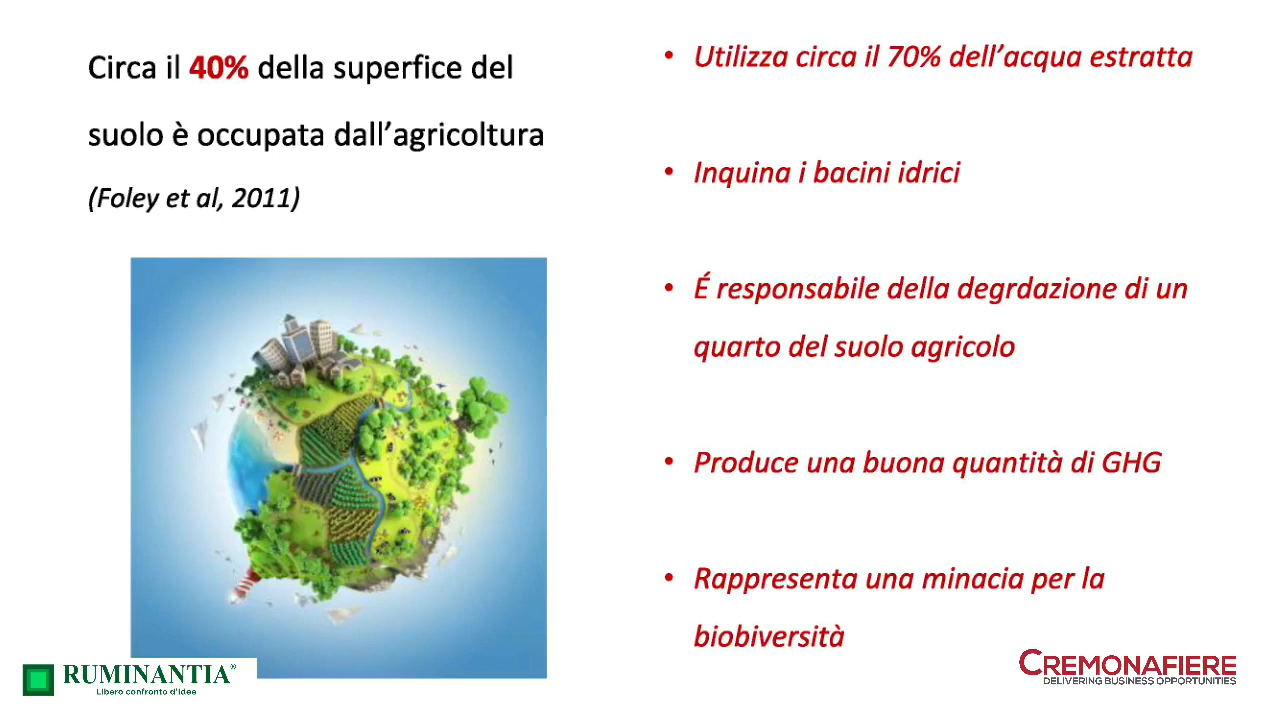 Circa il 40% della superfice del
suolo è occupata dall’agricoltura
(Foley et al, 2011)
• Utilizza circa il 70% dell’acqua estratta
• Inquina i bacini idrici
• É responsabile della degrdazione di un
quarto del suolo agricolo
• Produce una buona quantità di GHG
• Rappresenta una minacia per la
biobiversità
RUMINANTIA®
Libero confronto d'Idee
CREMONAFIERE
DELIVERING BUSINESS OPPORTUNITIES